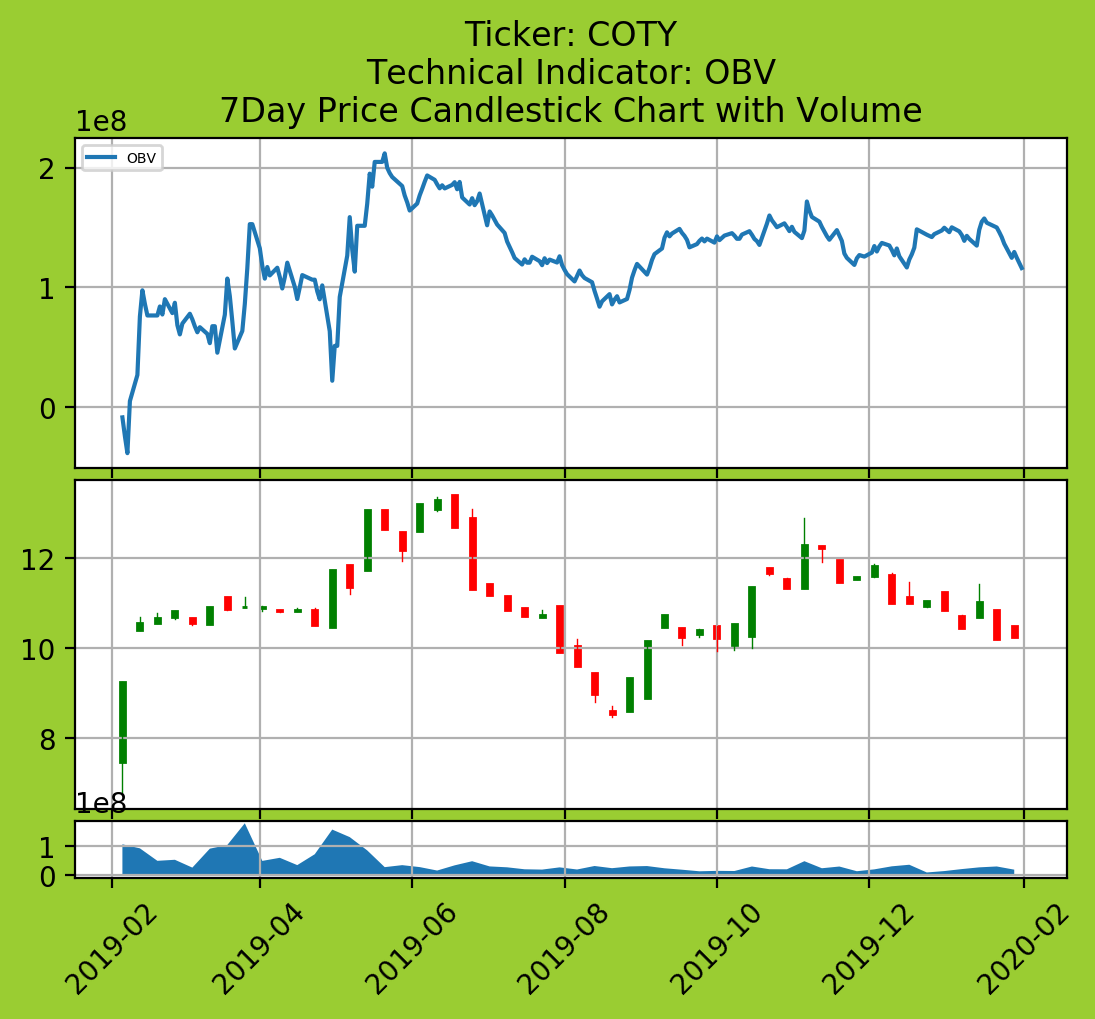 Ticker: COTY
Technical Indicator: OBV
7Day Price Candlestick Chart with Volume
1e8
OBV
2
1
0
12
10
8
1e8
1
0
2019-02
2019-04
2019-06
2019-08
2019-10
2019-12
2020-02